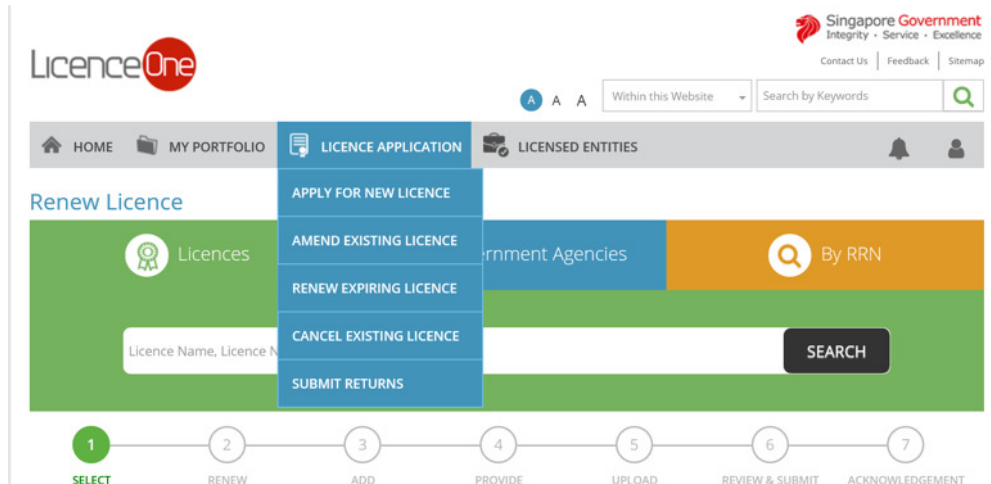 Singapore Government
Integrity · Service · Excellence
LicenceOne
Contact Us | Feedback | Sitemap
A A A Within this Website Search by Keywords
HOME MY PORTFOLIO LICENCE APPLICATION LICENSED ENTITIES
APPLY FOR NEW LICENCE
Renew Licence
AMEND EXISTING LICENCE
Licences rnment Agencies By RRN
RENEW EXPIRING LICENCE
CANCEL EXISTING LICENCE
Licence Name, Licence N SEARCH
SUBMIT RETURNS
1 2 3 4 5 6 7
SELECT RENEW ADD PROVIDE UPLOAD REVIEW & SUBMIT ACKNOWLEDGEMENT